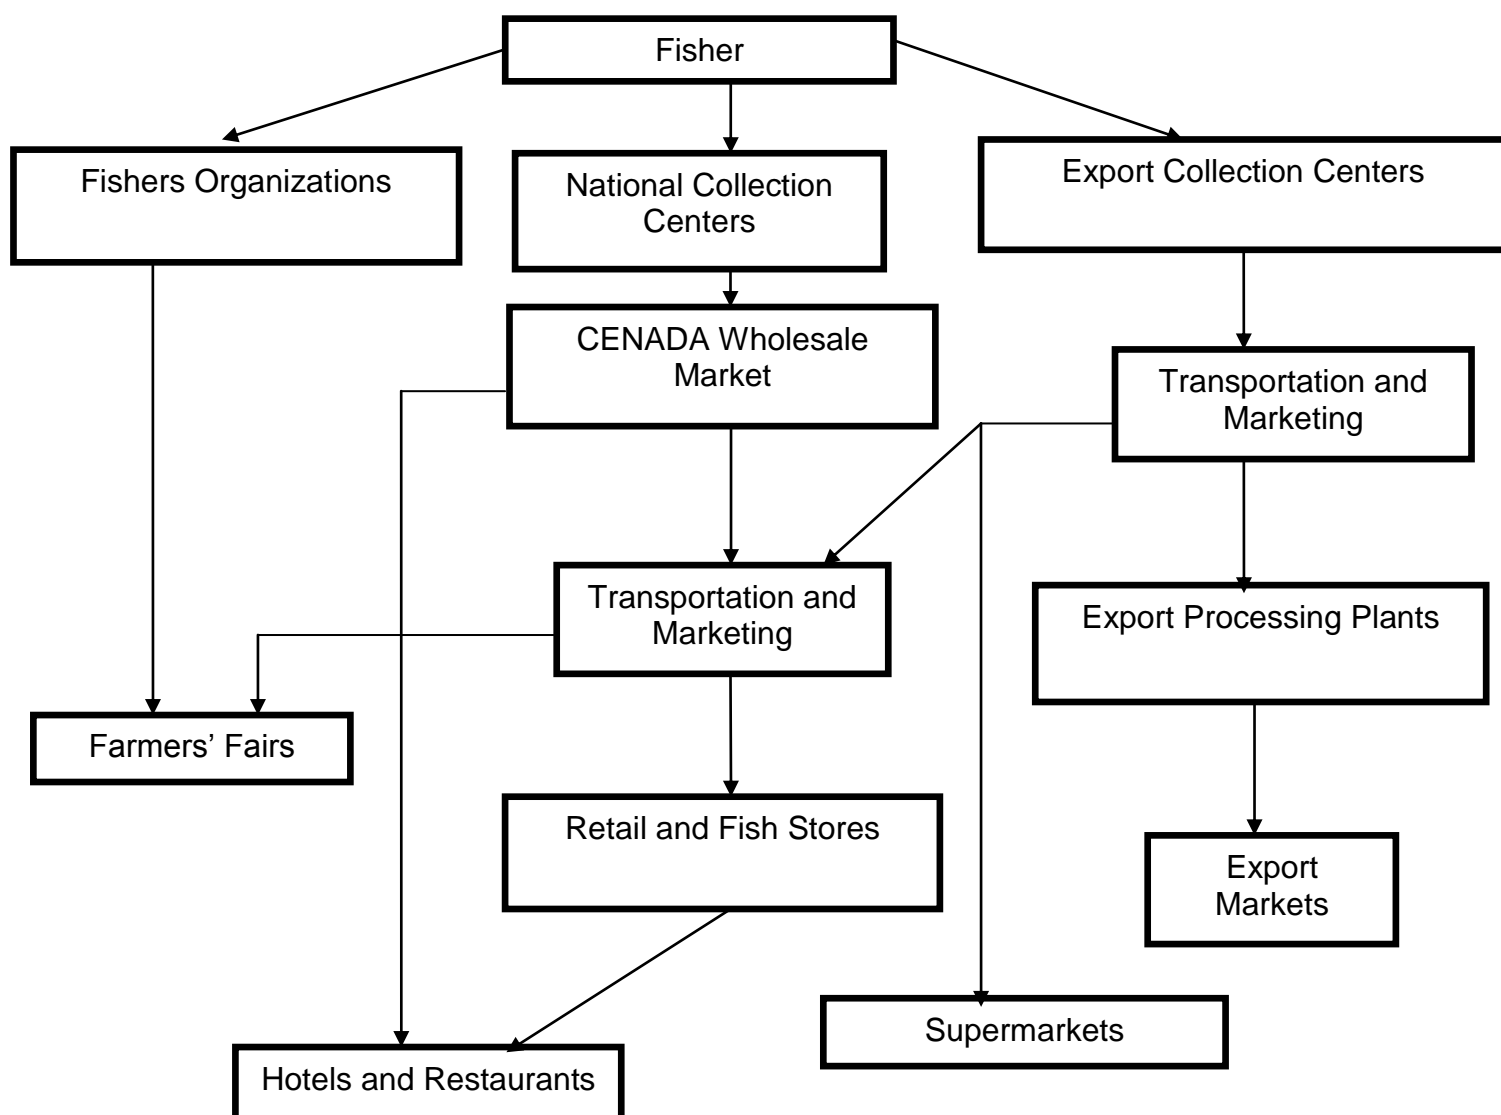 Fisher
Fishers Organizations
National Collection
Centers
Export Collection Centers
CENADA Wholesale
Market
Transportation and
Marketing
Transportation and
Marketing
Export Processing Plants
Farmers’ Fairs
Retail and Fish Stores
Export
Markets
Supermarkets
Hotels and Restaurants